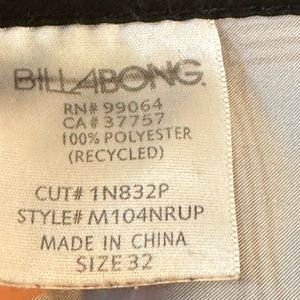 BILLABONG
RN# 99064
CA# 37757
100% POLYESTER
(RECYCLED)
CUT# 1N832P
STYLE# M104NRUP
MADE IN CHINA
SIZE 32